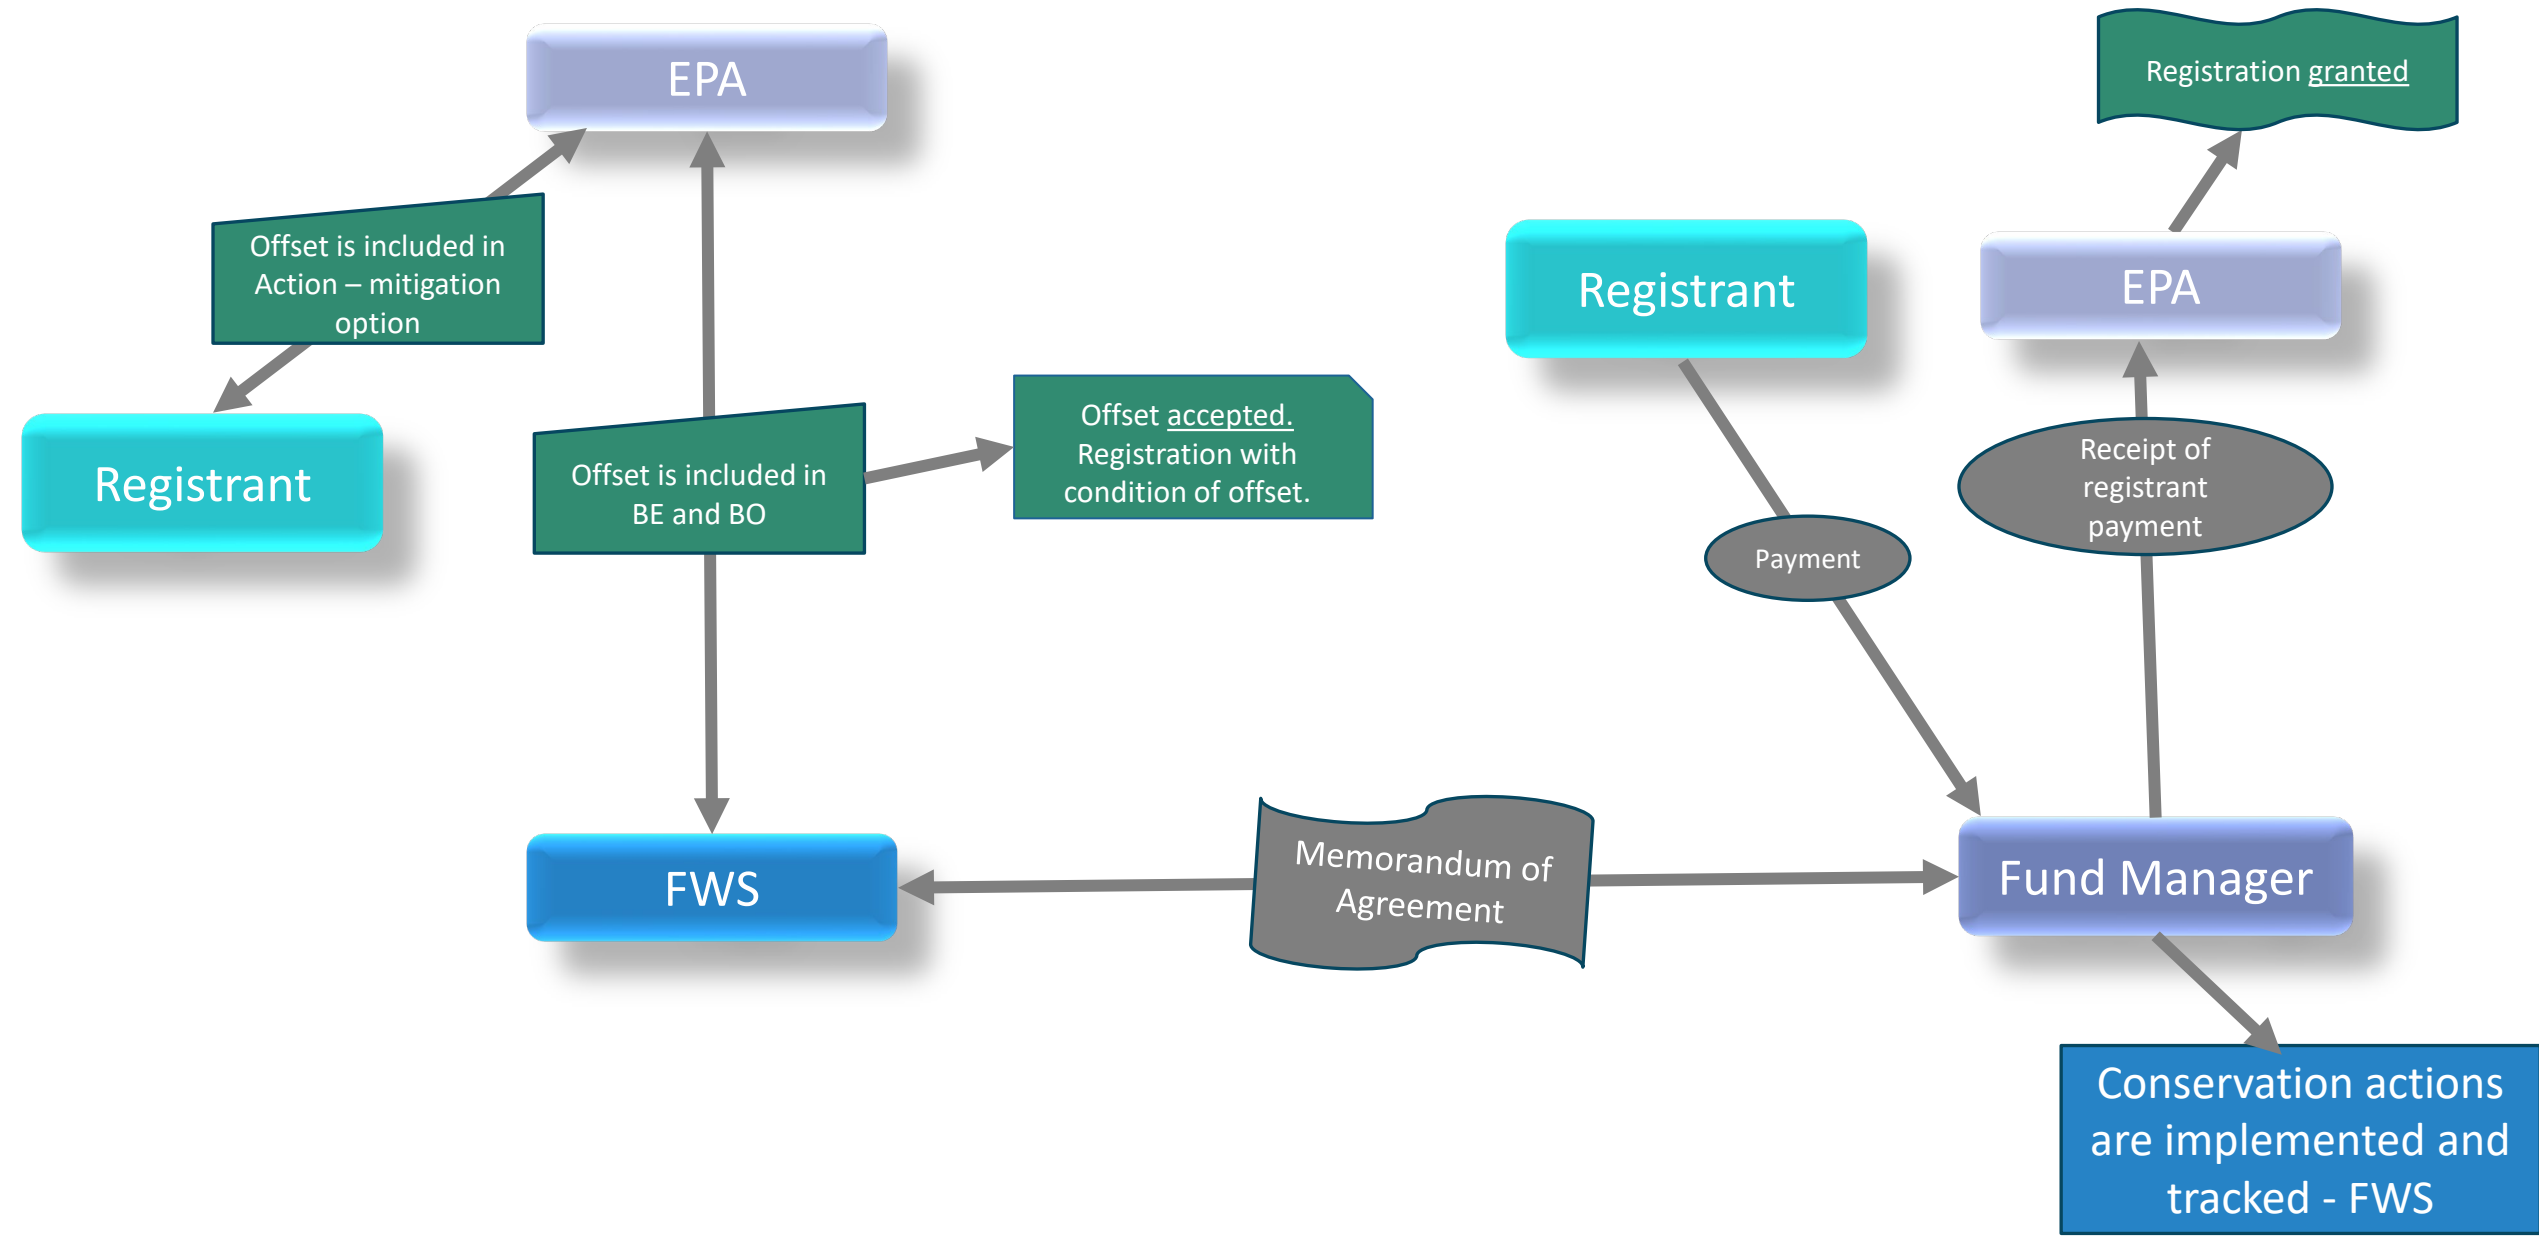 EPA
Registration granted
Offset is included in
Action – mitigation
option
Registrant
EPA
Registrant
Offset accepted.
Registration with
condition of offset.
Offset is included in
BE and BO
Receipt of
registrant
payment
Payment
FWS
Memorandum of
Agreement
Fund Manager
Conservation actions
are implemented and
tracked - FWS